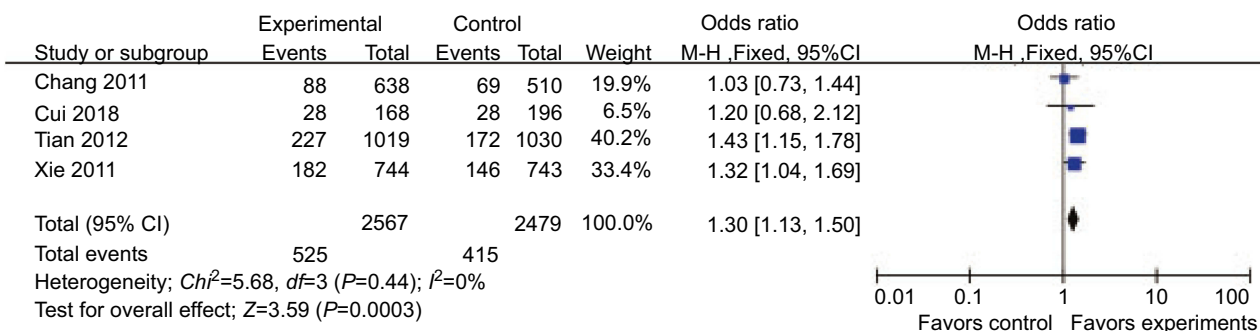 Experimental Control Odds ratio Odds ratio
Study or subgroup Events Total Events Total Weight M-H ,Fixed, 95%CI M-H ,Fixed, 95%CI
Chang 2011 88 638 69 510 19.9% 1.03 [0.73, 1.44]
Cui 2018 28 168 28 196 6.5% 1.20 [0.68, 2.12]
Tian 2012 227 1019 172 1030 40.2% 1.43 [1.15, 1.78]
Xie 2011 182 744 146 743 33.4% 1.32 [1.04, 1.69]
Total (95% CI) 2567 2479 100.0% 1.30 [1.13, 1.50]
Total events 525 415
Heterogeneity; Chi²=5.68, df=3 (P=0.44); I²=0%
Test for overall effect; Z=3.59 (P=0.0003)
0.01 0.1 1 10 100
Favors control Favors experiments